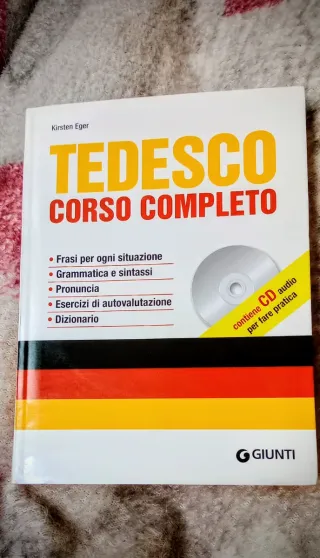 Kirsten Eger
TEDESCO
CORSO COMPLETO
• Frasi per ogni situazione
• Grammatica e sintassi
• Pronuncia
• Esercizi di autovalutazione
• Dizionario
contiene CD audio
per fare pratica
GIUNTI